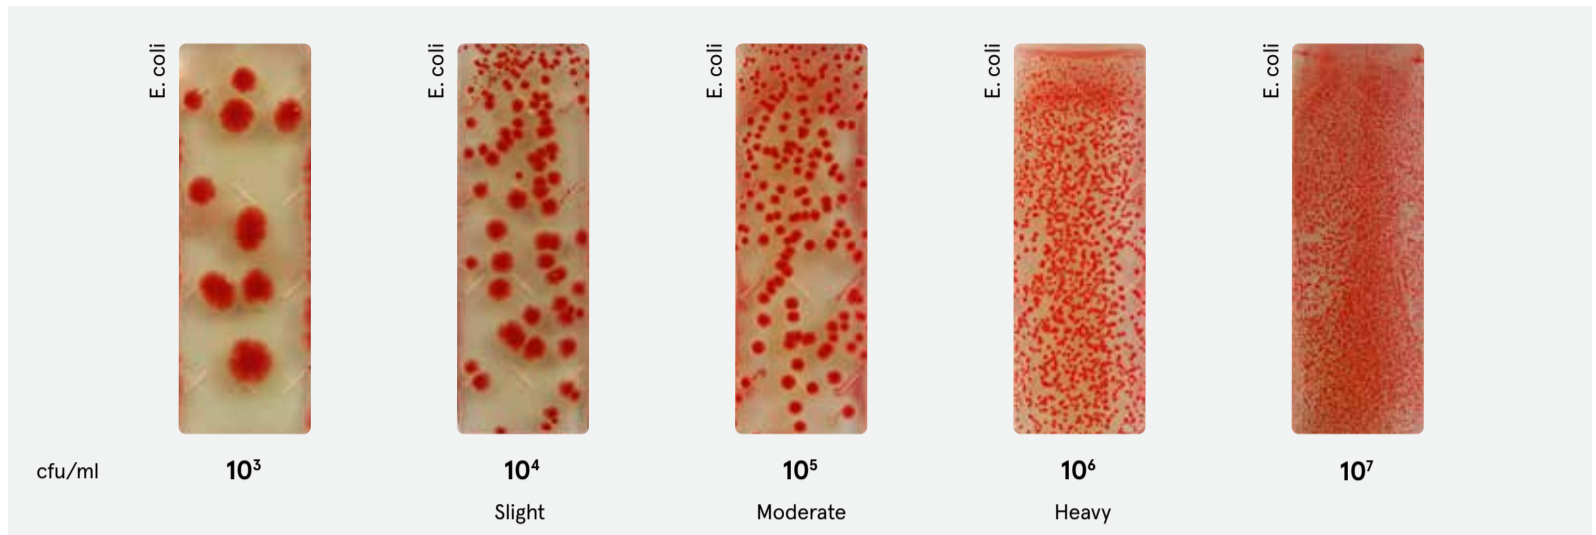 E. coli
E. coli
E. coli
E. coli
E. coli
cfu/ml 10³ 10⁴ 10⁵ 10⁶ 10⁷
Slight Moderate Heavy